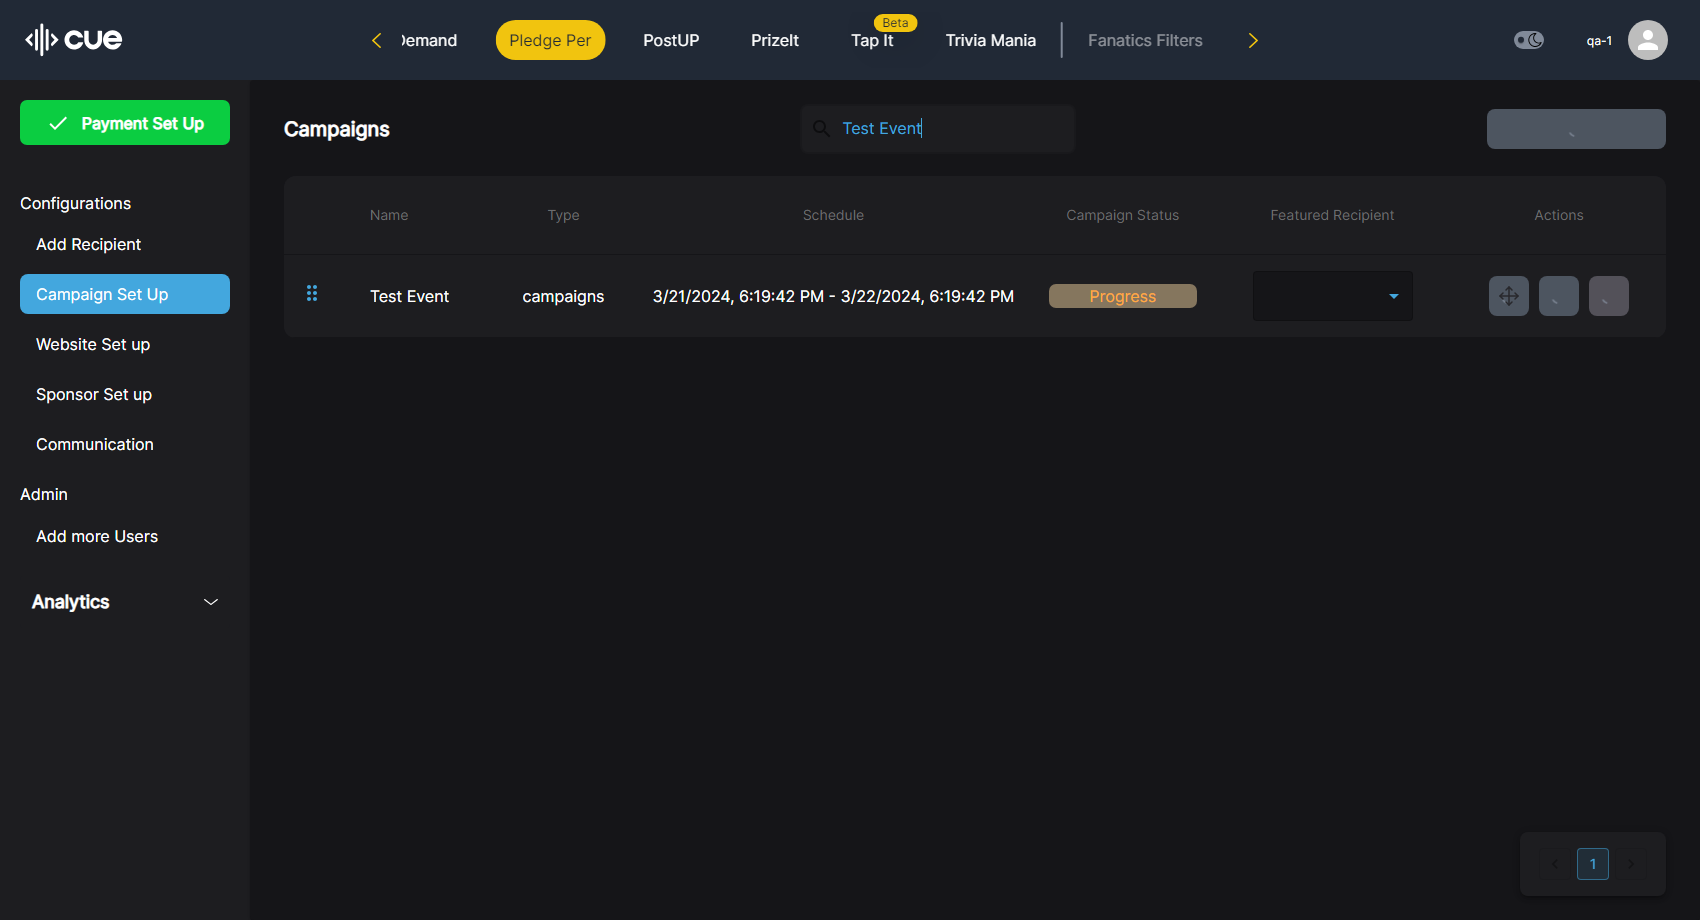 cue
Pledge Per
PostUP
PrizeIt
Beta
Tap It
Trivia Mania
Fanatics Filters
qa-1
Payment Set Up
Configurations
Add Recipient
Campaign Set Up
Website Set up
Sponsor Set up
Communication
Admin
Add more Users
Analytics
Campaigns
Test Event
Name
Type
Schedule
Campaign Status
Featured Recipient
Actions
Test Event
campaigns
3/21/2024, 6:19:42 PM - 3/22/2024, 6:19:42 PM
Progress
1